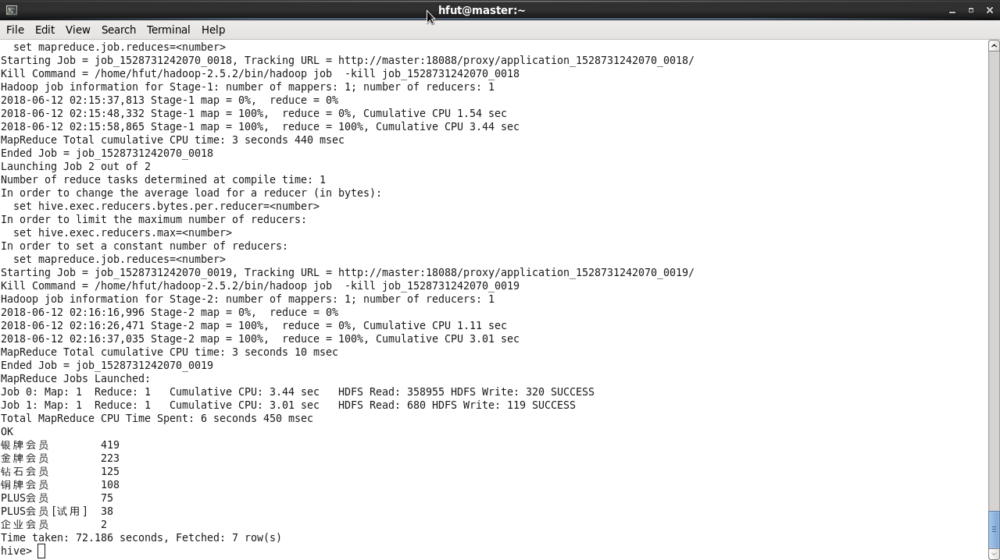 hfut@master:~
File Edit View Search Terminal Help
  set mapreduce.job.reduces=<number>
Starting Job = job_1528731242070_0018, Tracking URL = http://master:18088/proxy/application_1528731242070_0018/
Kill Command = /home/hfut/hadoop-2.5.2/bin/hadoop job  -kill job_1528731242070_0018
Hadoop job information for Stage-1: number of mappers: 1; number of reducers: 1
2018-06-12 02:15:37,813 Stage-1 map = 0%,  reduce = 0%
2018-06-12 02:15:48,332 Stage-1 map = 100%,  reduce = 0%, Cumulative CPU 1.54 sec
2018-06-12 02:15:58,865 Stage-1 map = 100%,  reduce = 100%, Cumulative CPU 3.44 sec
MapReduce Total cumulative CPU time: 3 seconds 440 msec
Ended Job = job_1528731242070_0018
Launching Job 2 out of 2
Number of reduce tasks determined at compile time: 1
In order to change the average load for a reducer (in bytes):
  set hive.exec.reducers.bytes.per.reducer=<number>
In order to limit the maximum number of reducers:
  set hive.exec.reducers.max=<number>
In order to set a constant number of reducers:
  set mapreduce.job.reduces=<number>
Starting Job = job_1528731242070_0019, Tracking URL = http://master:18088/proxy/application_1528731242070_0019/
Kill Command = /home/hfut/hadoop-2.5.2/bin/hadoop job  -kill job_1528731242070_0019
Hadoop job information for Stage-2: number of mappers: 1; number of reducers: 1
2018-06-12 02:16:16,996 Stage-2 map = 0%,  reduce = 0%
2018-06-12 02:16:26,471 Stage-2 map = 100%,  reduce = 0%, Cumulative CPU 1.11 sec
2018-06-12 02:16:37,035 Stage-2 map = 100%,  reduce = 100%, Cumulative CPU 3.01 sec
MapReduce Total cumulative CPU time: 3 seconds 10 msec
Ended Job = job_1528731242070_0019
MapReduce Jobs Launched:
Job 0: Map: 1  Reduce: 1   Cumulative CPU: 3.44 sec   HDFS Read: 358955 HDFS Write: 320 SUCCESS
Job 1: Map: 1  Reduce: 1   Cumulative CPU: 3.01 sec   HDFS Read: 680 HDFS Write: 119 SUCCESS
Total MapReduce CPU Time Spent: 6 seconds 450 msec
OK
银牌会员	419
金牌会员	223
钻石会员	125
铜牌会员	108
PLUS会员	75
PLUS会员[试用]	38
企业会员	2
Time taken: 72.186 seconds, Fetched: 7 row(s)
hive>